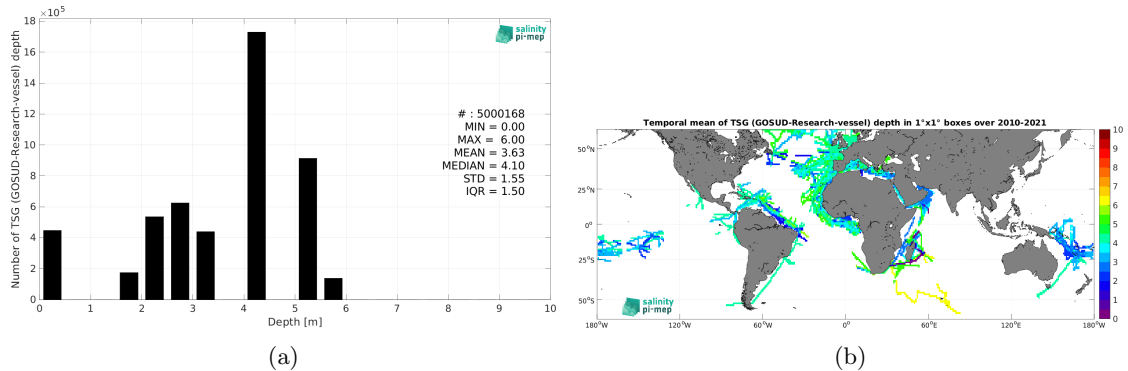 ×10⁵
18
16
14
12
10
8
6
4
2
0
Number of TSG (GOSUD-Research-vessel) depth
salinity
pi-mep
# : 5000168
MIN = 0.00
MAX = 6.00
MEAN = 3.63
MEDIAN = 4.10
STD = 1.55
IQR = 1.50
0 1 2 3 4 5 6 7 8 9 10
Depth [m]
(a)
Temporal mean of TSG (GOSUD-Research-vessel) depth in 1°x1° boxes over 2010-2021
50°N
25°N
0°
25°S
50°S
salinity
pi-mep
180°W 120°W 60°W 0° 60°E 120°E 180°W
10
9
8
7
6
5
4
3
2
1
0
(b)